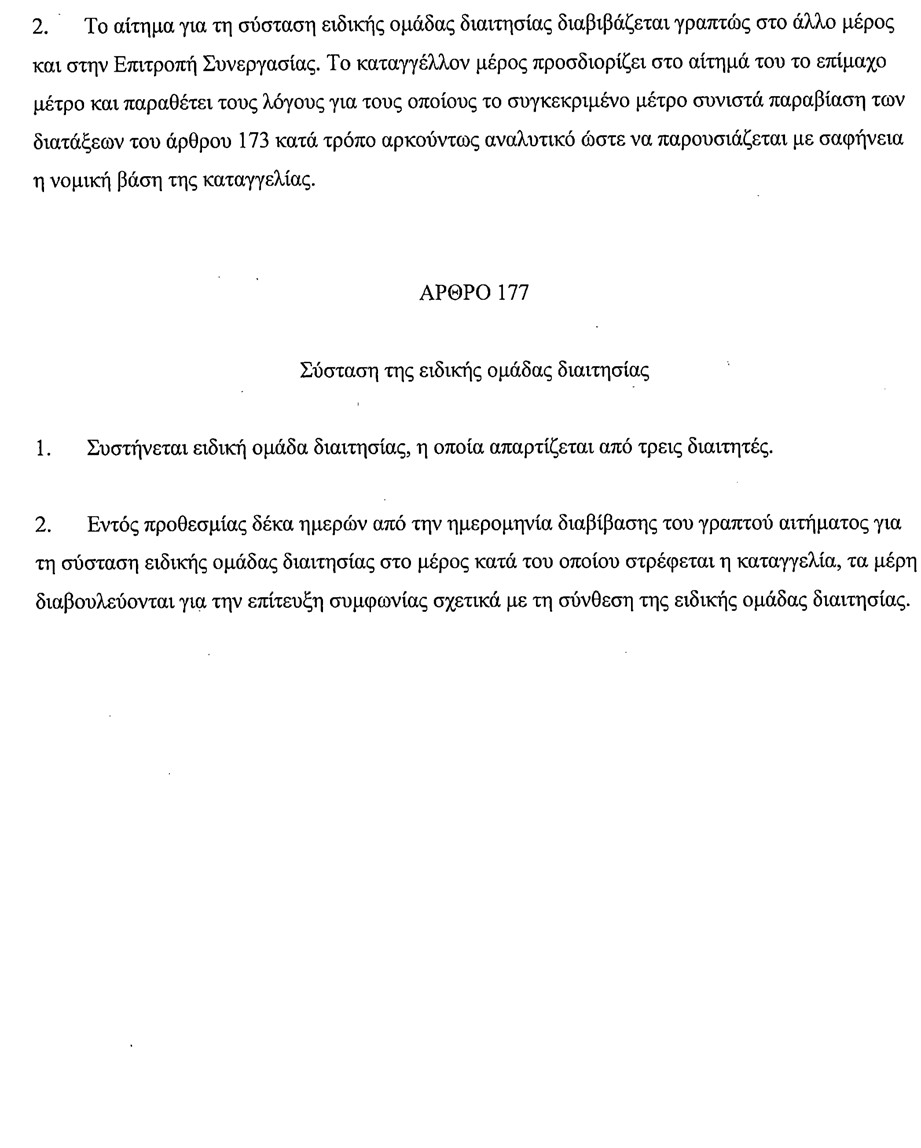 2. Το αίτημα για τη σύσταση ειδικής ομάδας διαιτησίας διαβιβάζεται γραπτώς στο άλλο μέρος
και στην Επιτροπή Συνεργασίας. Το καταγγέλλον μέρος προσδιορίζει στο αίτημά του το επίμαχο
μέτρο και παραθέτει τους λόγους για τους οποίους το συγκεκριμένο μέτρο συνιστά παραβίαση των
διατάξεων του άρθρου 173 κατά τρόπο αρκούντως αναλυτικό ώστε να παρουσιάζεται με σαφήνεια
η νομική βάση της καταγγελίας.
ΑΡΘΡΟ 177
Σύσταση της ειδικής ομάδας διαιτησίας
1. Συστήνεται ειδική ομάδα διαιτησίας, η οποία απαρτίζεται από τρεις διαιτητές.
2. Εντός προθεσμίας δέκα ημερών από την ημερομηνία διαβίβασης του γραπτού αιτήματος για
τη σύσταση ειδικής ομάδας διαιτησίας στο μέρος κατά του οποίου στρέφεται η καταγγελία, τα μέρη
διαβουλεύονται για την επίτευξη συμφωνίας σχετικά με τη σύνθεση της ειδικής ομάδας διαιτησίας.